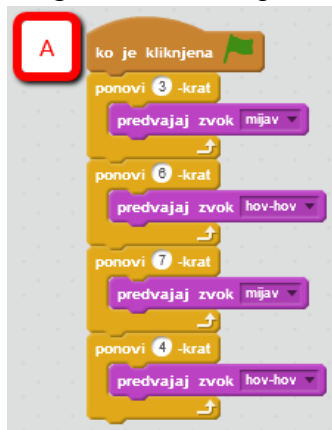 A
ko je kliknjena
ponovi 3 -krat
predvajaj zvok mijav
ponovi 6 -krat
predvajaj zvok hov-hov
ponovi 7 -krat
predvajaj zvok mijav
ponovi 4 -krat
predvajaj zvok hov-hov